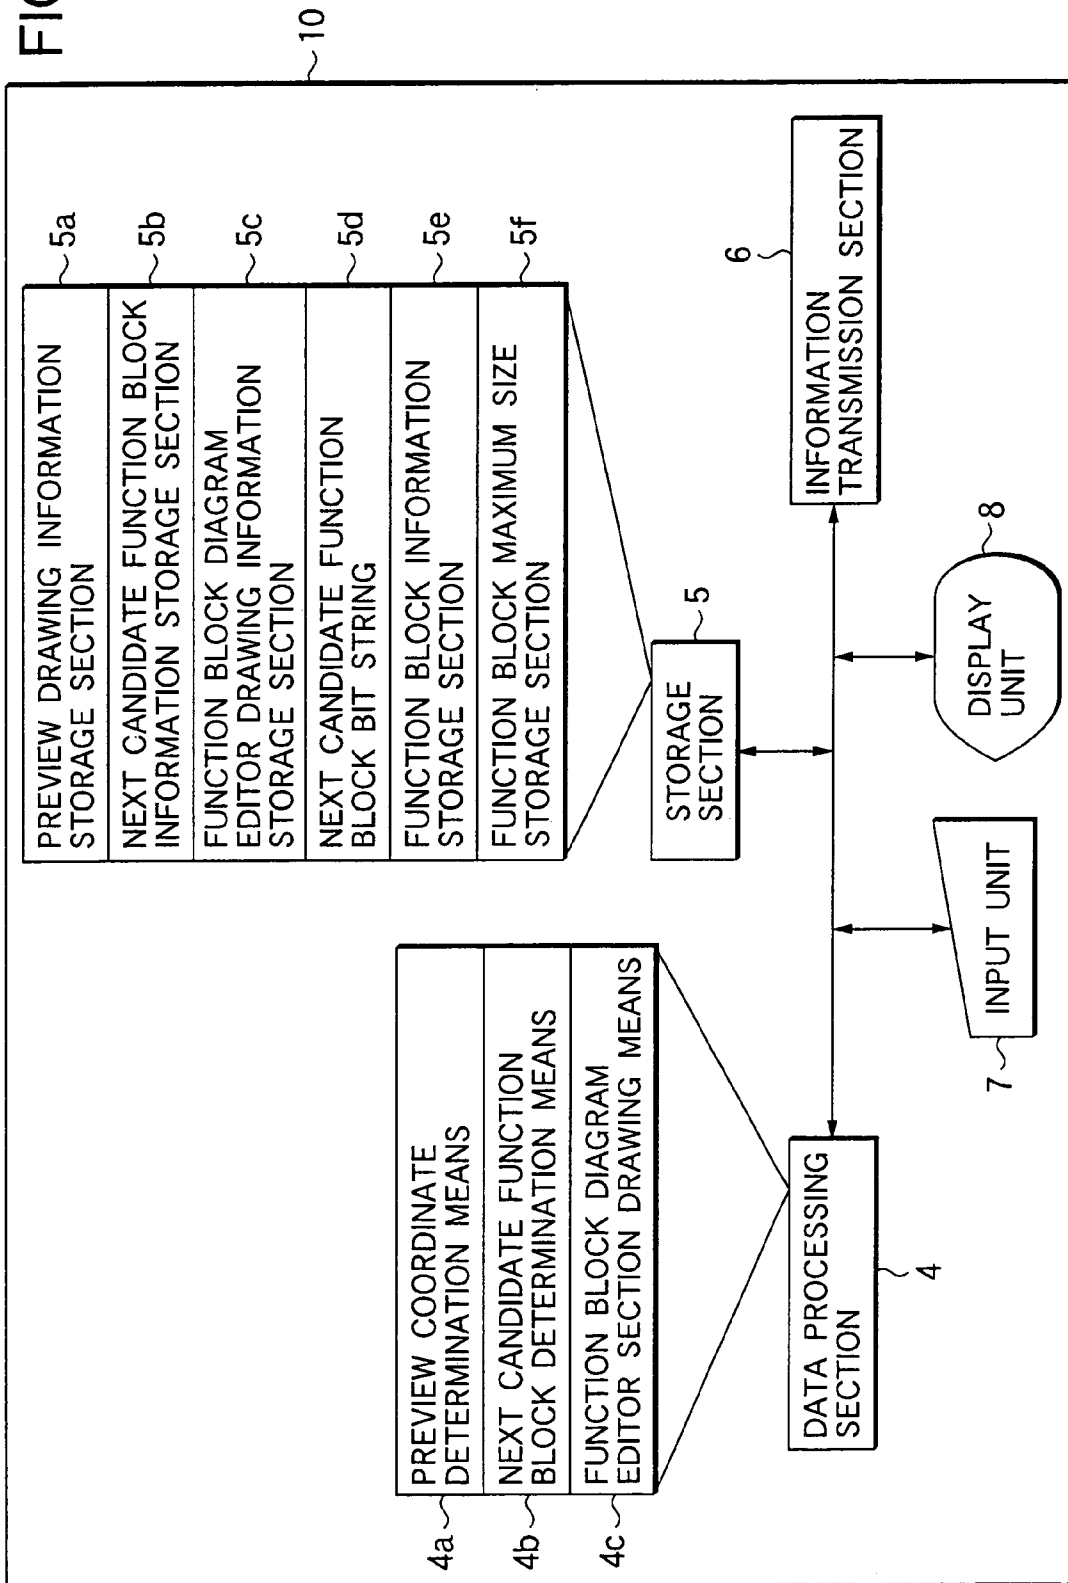 FIG
10
PREVIEW DRAWING INFORMATION
STORAGE SECTION
5a
NEXT CANDIDATE FUNCTION BLOCK
INFORMATION STORAGE SECTION
5b
FUNCTION BLOCK DIAGRAM
EDITOR DRAWING INFORMATION
STORAGE SECTION
5c
NEXT CANDIDATE FUNCTION
BLOCK BIT STRING
5d
FUNCTION BLOCK INFORMATION
STORAGE SECTION
5e
FUNCTION BLOCK MAXIMUM SIZE
STORAGE SECTION
5f
4a
PREVIEW COORDINATE
DETERMINATION MEANS
4b
NEXT CANDIDATE FUNCTION
BLOCK DETERMINATION MEANS
4c
FUNCTION BLOCK DIAGRAM
EDITOR SECTION DRAWING MEANS
STORAGE
SECTION
5
DATA PROCESSING
SECTION
4
INFORMATION
TRANSMISSION SECTION
6
7
INPUT UNIT
DISPLAY
UNIT
8